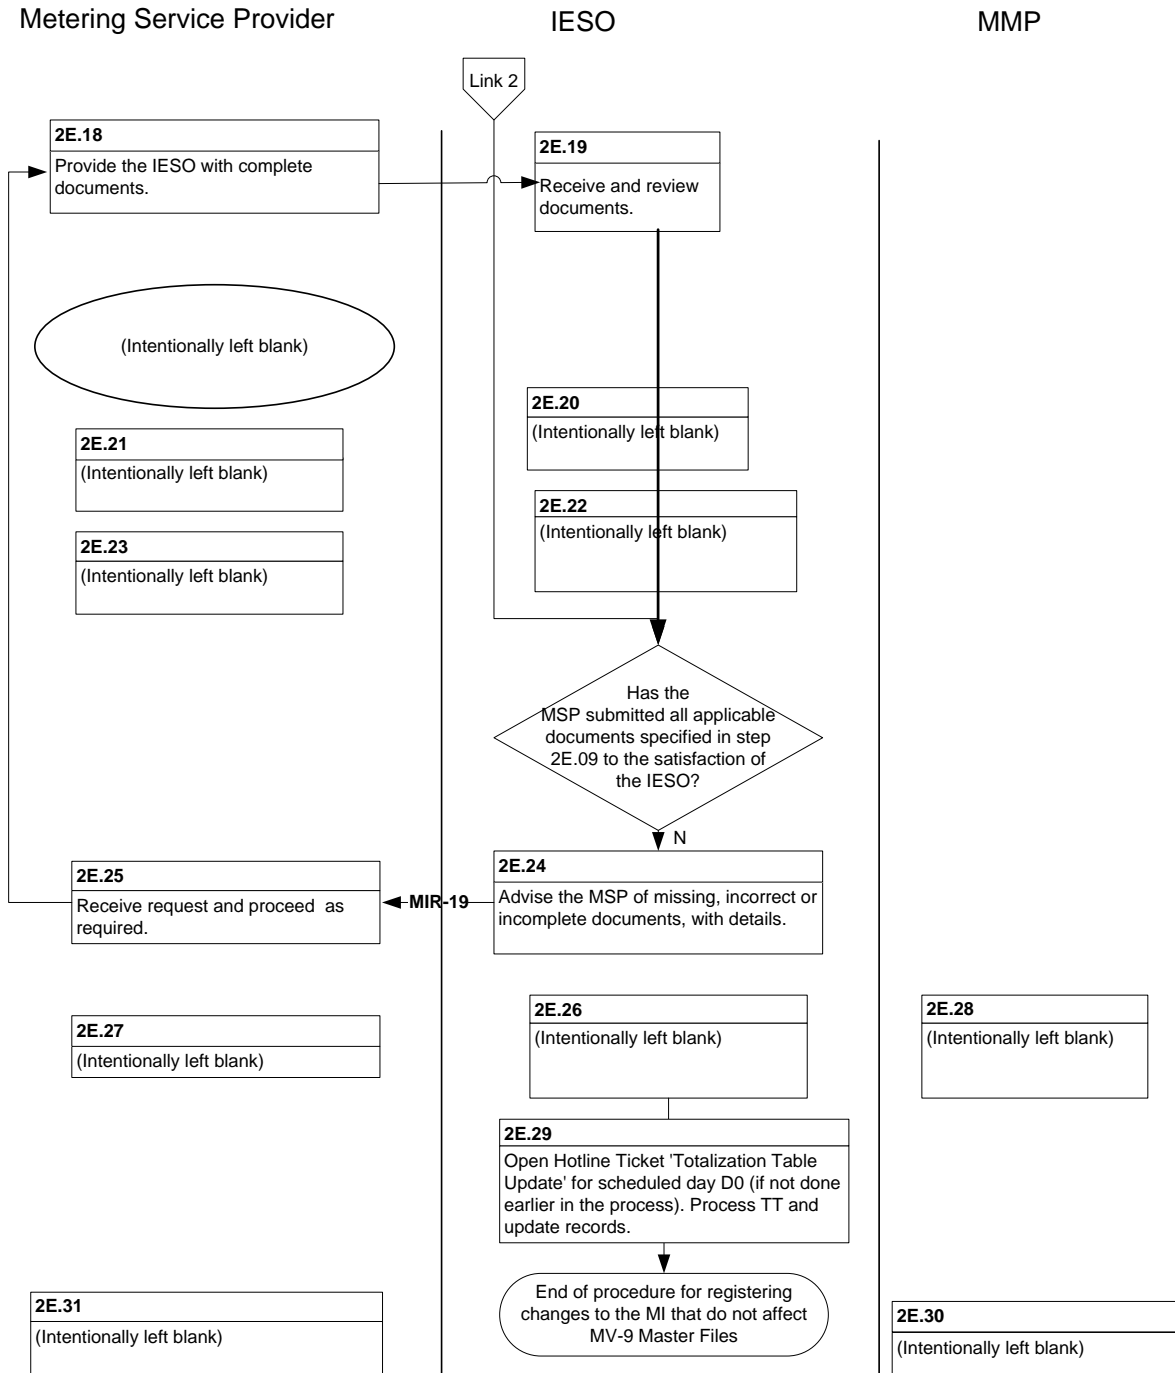 Metering Service Provider
IESO
MMP
Link 2
2E.18
Provide the IESO with complete
documents.
2E.19
Receive and review
documents.
(Intentionally left blank)
2E.20
(Intentionally left blank)
2E.21
(Intentionally left blank)
2E.22
(Intentionally left blank)
2E.23
(Intentionally left blank)
Has the
MSP submitted all applicable
documents specified in step
2E.09 to the satisfaction of
the IESO?
N
2E.24
Advise the MSP of missing, incorrect or
incomplete documents, with details.
MIR-19
2E.25
Receive request and proceed as
required.
2E.26
(Intentionally left blank)
2E.27
(Intentionally left blank)
2E.28
(Intentionally left blank)
2E.29
Open Hotline Ticket 'Totalization Table
Update' for scheduled day D0 (if not done
earlier in the process). Process TT and
update records.
End of procedure for registering
changes to the MI that do not affect
MV-9 Master Files
2E.31
(Intentionally left blank)
2E.30
(Intentionally left blank)